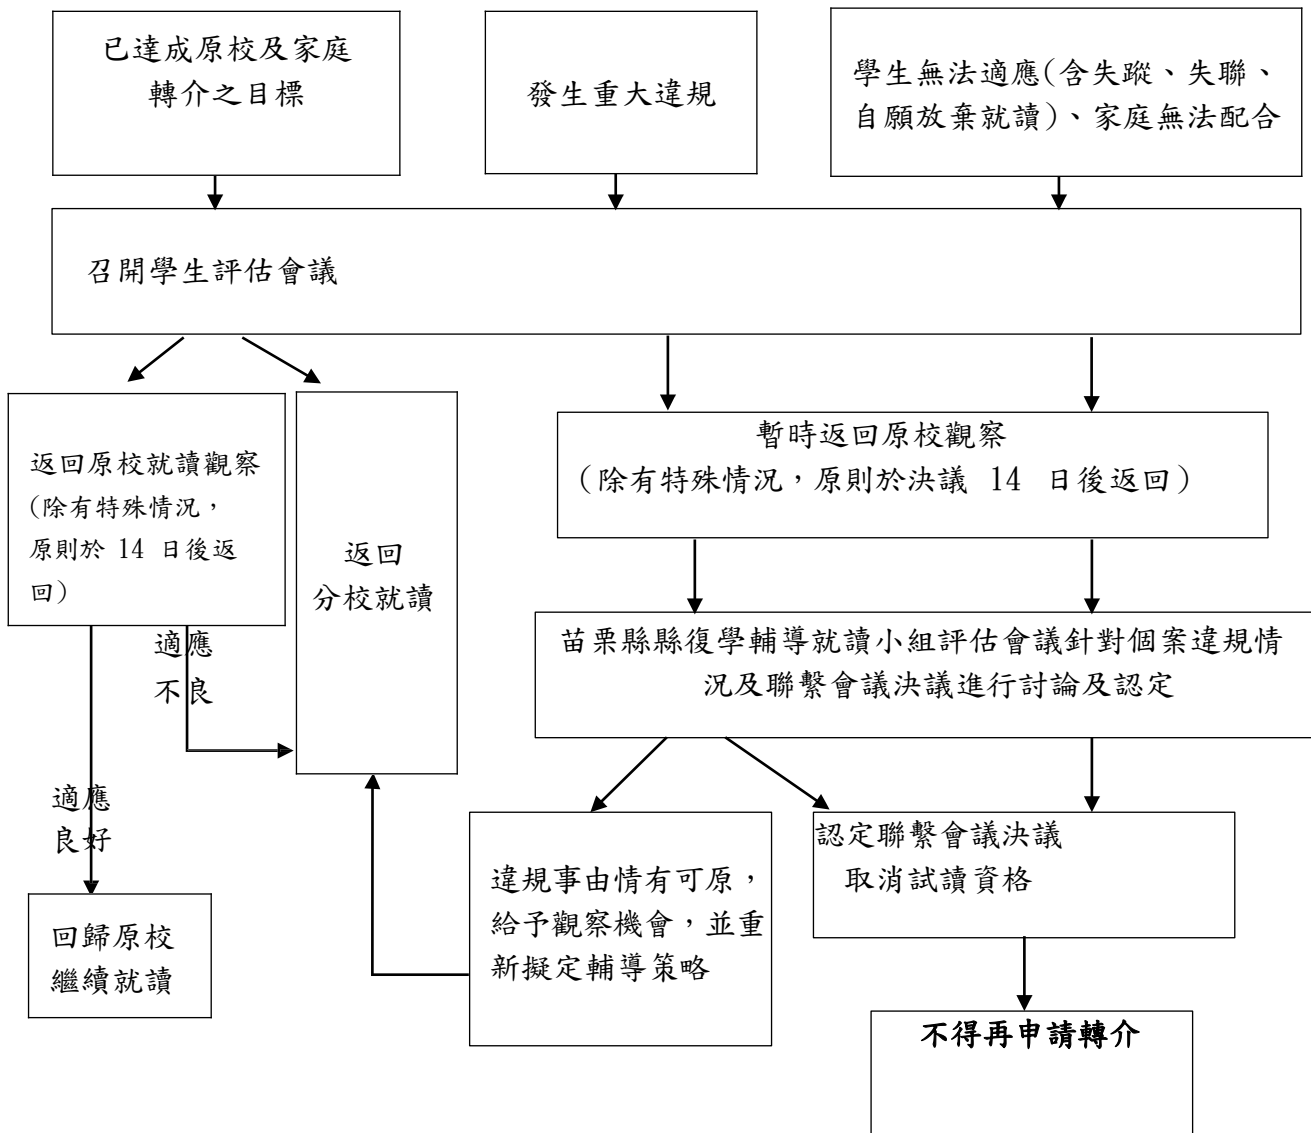 已達成原校及家庭
轉介之目標
發生重大違規
學生無法適應(含失蹤、失聯、
自願放棄就讀)、家庭無法配合
召開學生評估會議
返回原校就讀觀察
(除有特殊情況，
原則於 14 日後返
回)
返回
分校就讀
暫時返回原校觀察
(除有特殊情況，原則於決議 14 日後返回)
苗栗縣縣復學輔導就讀小組評估會議針對個案違規情
況及聯繫會議決議進行討論及認定
適應
不良
適應
良好
回歸原校
繼續就讀
違規事由情有可原，
給予觀察機會，並重
新擬定輔導策略
認定聯繫會議決議
取消試讀資格
不得再申請轉介